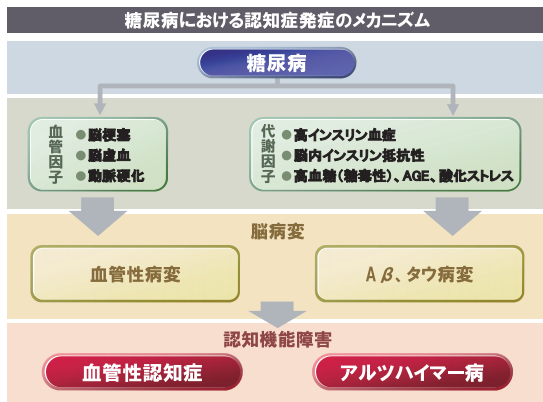 糖尿病における認知症発症のメカニズム
糖尿病
血管因子
●脳梗塞
●脳虚血
●動脈硬化
代謝因子
●高インスリン血症
●脳内インスリン抵抗性
●高血糖(糖毒性)、AGE、酸化ストレス
脳病変
血管性病変
Aβ、タウ病変
認知機能障害
血管性認知症
アルツハイマー病